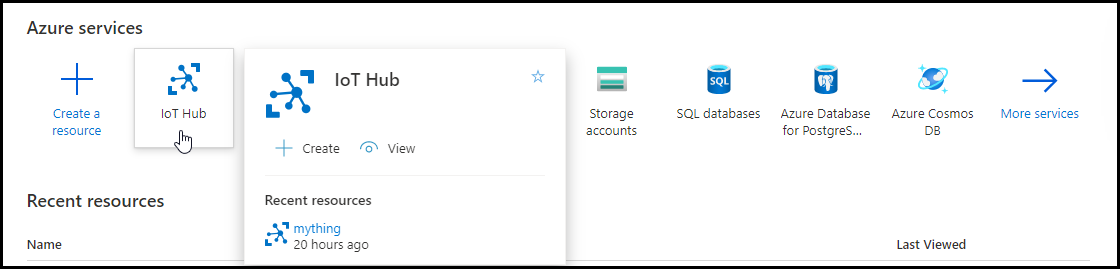 Azure services
Create a
resource
IoT Hub
IoT Hub
Create
View
Recent resources
mything
20 hours ago
Storage
accounts
SQL
SQL databases
Azure Database
for PostgreS...
Azure Cosmos
DB
More services
Recent resources
Name
Last Viewed